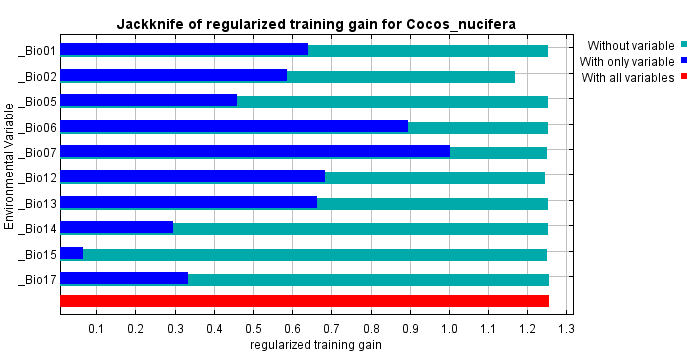 Jackknife of regularized training gain for Cocos_nucifera
Without variable
With only variable
With all variables
Environmental Variable
_Bio01
_Bio02
_Bio05
_Bio06
_Bio07
_Bio12
_Bio13
_Bio14
_Bio15
_Bio17
0.1 0.2 0.3 0.4 0.5 0.6 0.7 0.8 0.9 1.0 1.1 1.2 1.3
regularized training gain